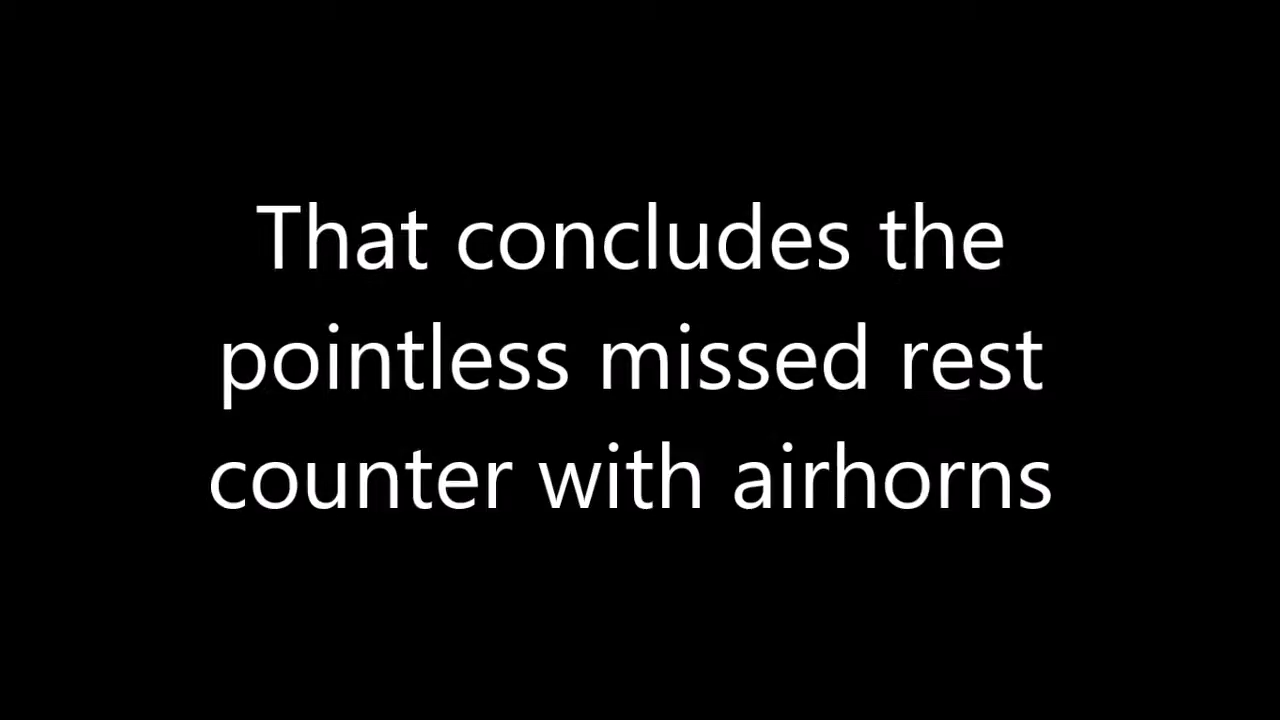 That concludes the
pointless missed rest
counter with airhorns